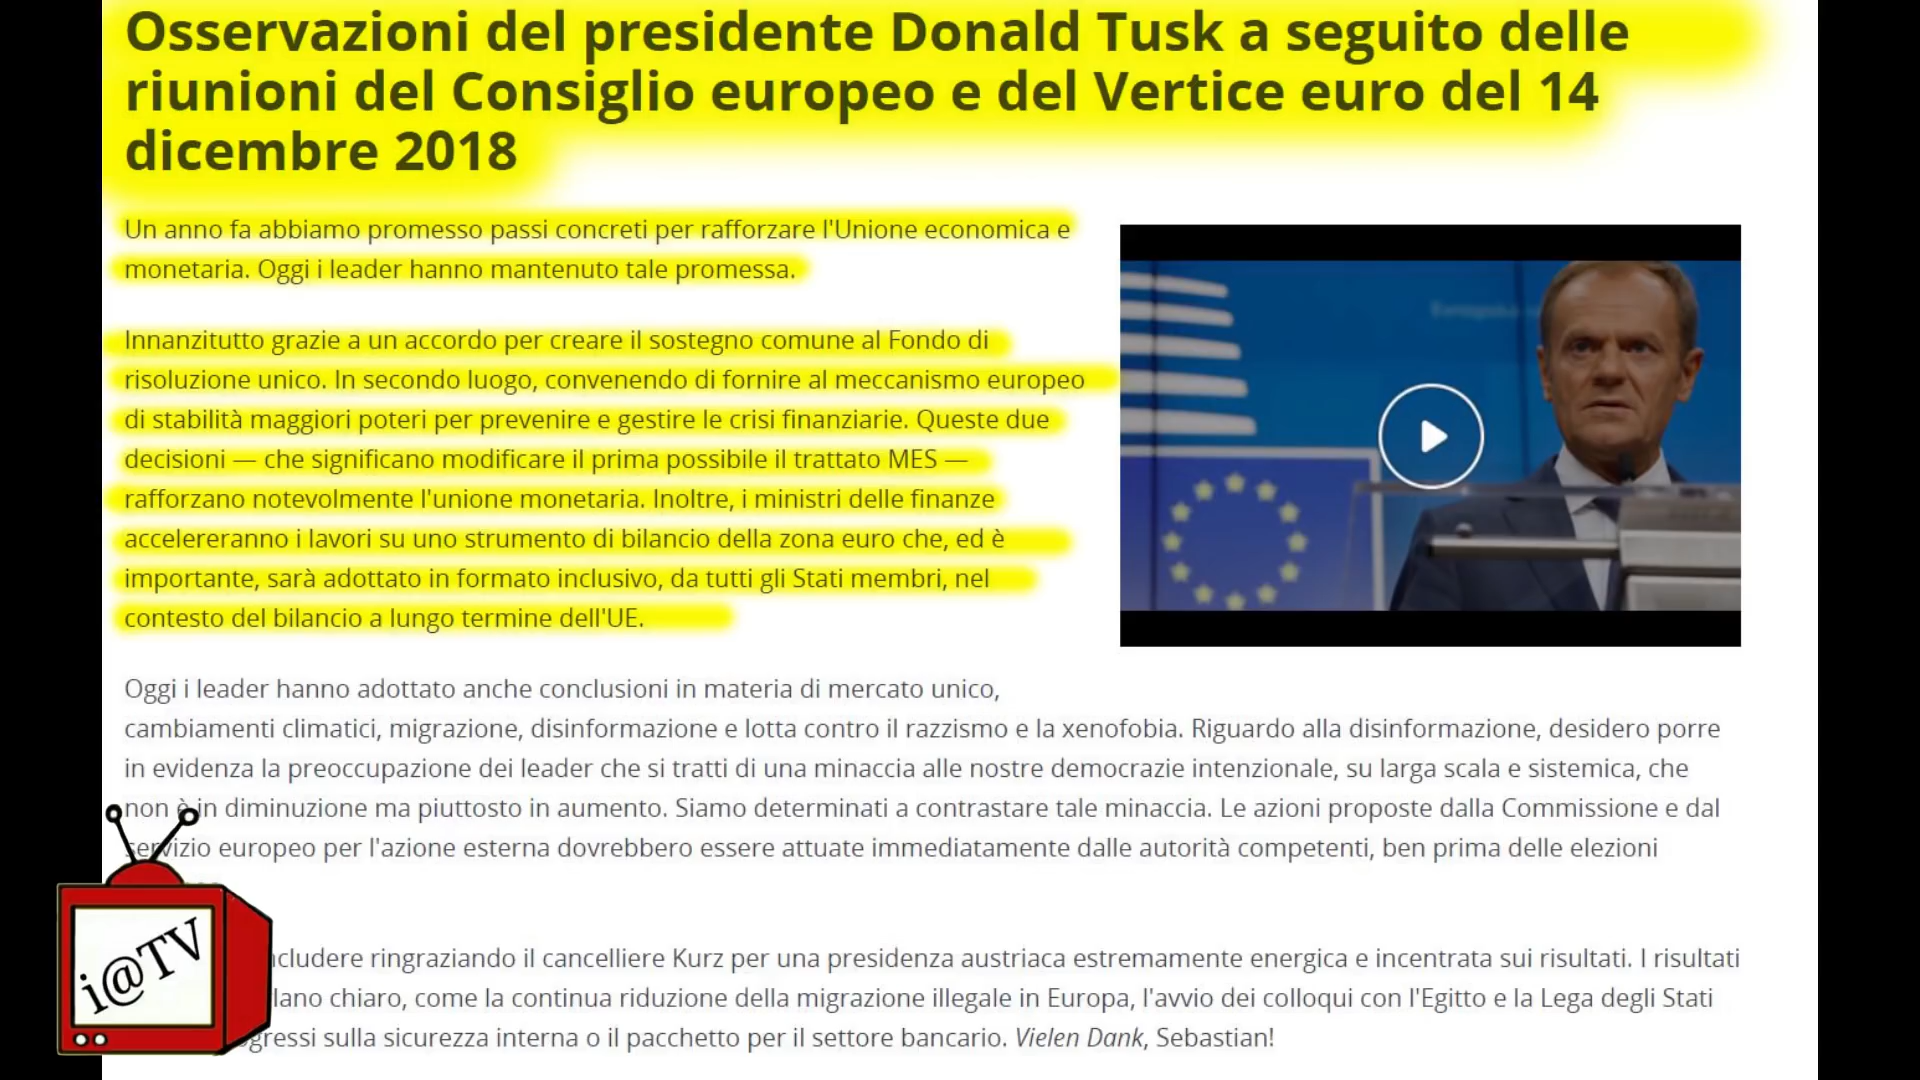 Osservazioni del presidente Donald Tusk a seguito delle
riunioni del Consiglio europeo e del Vertice euro del 14
dicembre 2018
Un anno fa abbiamo promesso passi concreti per rafforzare l'Unione economica e
monetaria. Oggi i leader hanno mantenuto tale promessa.
Innanzitutto grazie a un accordo per creare il sostegno comune al Fondo di
risoluzione unico. In secondo luogo, convenendo di fornire al meccanismo europeo
di stabilità maggiori poteri per prevenire e gestire le crisi finanziarie. Queste due
decisioni — che significano modificare il prima possibile il trattato MES —
rafforzano notevolmente l'unione monetaria. Inoltre, i ministri delle finanze
accelereranno i lavori su uno strumento di bilancio della zona euro che, ed è
importante, sarà adottato in formato inclusivo, da tutti gli Stati membri, nel
contesto del bilancio a lungo termine dell'UE.
Oggi i leader hanno adottato anche conclusioni in materia di mercato unico,
cambiamenti climatici, migrazione, disinformazione e lotta contro il razzismo e la xenofobia. Riguardo alla disinformazione, desidero porre
in evidenza la preoccupazione dei leader che si tratti di una minaccia alle nostre democrazie intenzionale, su larga scala e sistemica, che
non è in diminuzione ma piuttosto in aumento. Siamo determinati a contrastare tale minaccia. Le azioni proposte dalla Commissione e dal
servizio europeo per l'azione esterna dovrebbero essere attuate immediatamente dalle autorità competenti, ben prima delle elezioni
cludere ringraziando il cancelliere Kurz per una presidenza austriaca estremamente energica e incentrata sui risultati. I risultati
lano chiaro, come la continua riduzione della migrazione illegale in Europa, l'avvio dei colloqui con l'Egitto e la Lega degli Stati
gressi sulla sicurezza interna o il pacchetto per il settore bancario. Vielen Dank, Sebastian!
i@TV